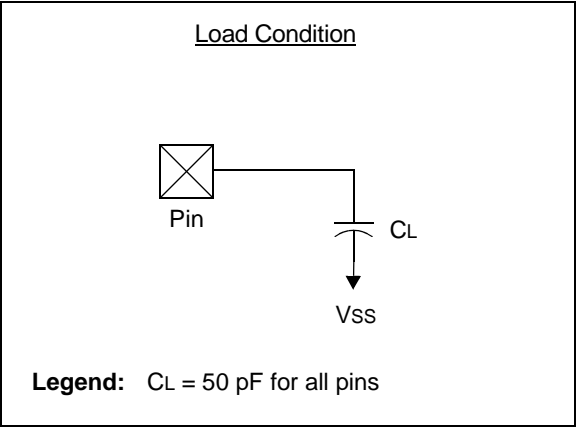 Load Condition
Pin
CL
VSS
Legend: CL = 50 pF for all pins